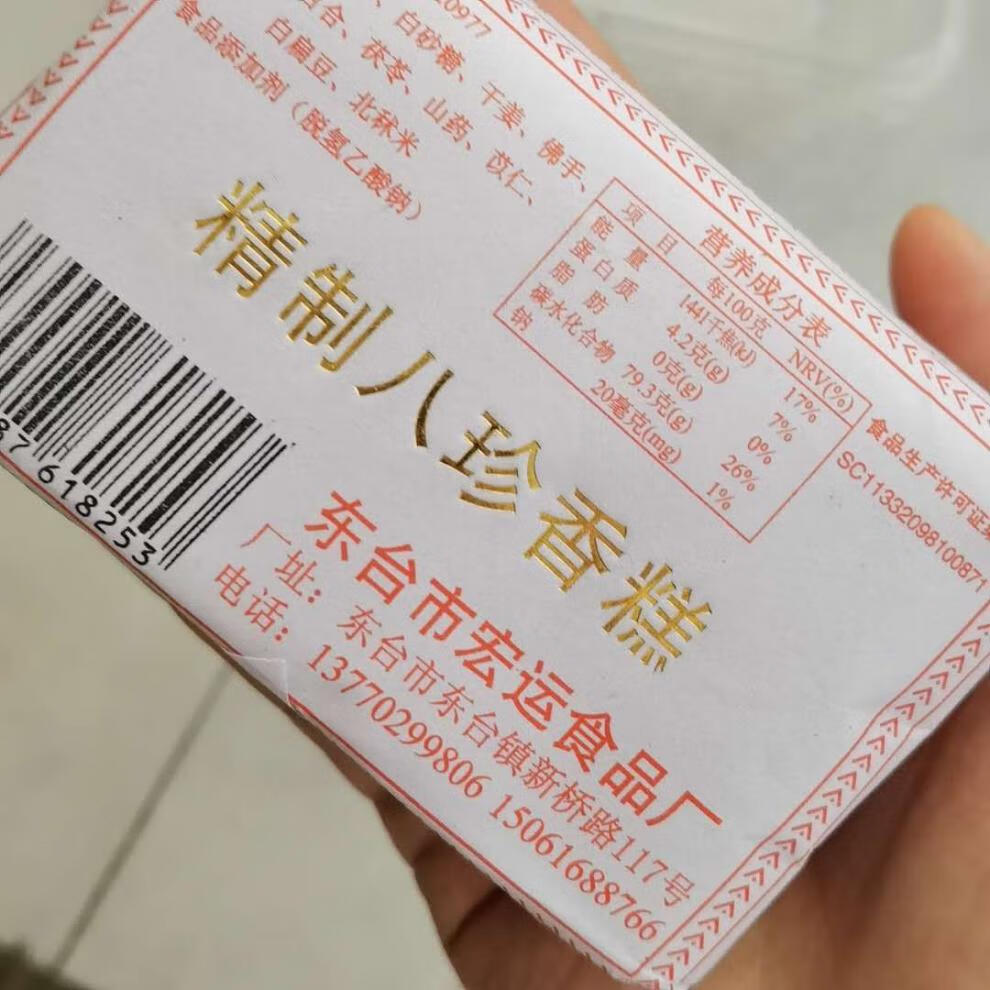 20977
、白砂糖、干姜、佛手、
百合、茯苓、山药、苡仁、
白扁豆、北秫米
食品添加剂（脱氢乙酸钠）
营养成分表
项目 每100克 NRV(%)
能量 1441千焦(kJ) 17%
蛋白质 4.2克(g) 7%
脂肪 0克(g) 0%
碳水化合物 79.3克(g) 26%
钠 20毫克(mg) 1%
食品生产许可证
SC11332098100871
精制八珍香糕
87618253
东台市宏运食品厂
厂址：东台市东台镇新桥路117号
电话：13770299806 15061688766